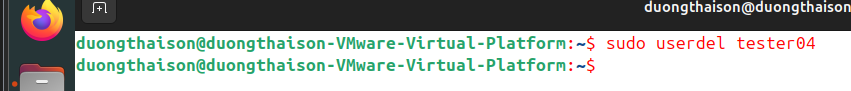 duongthaison@duongthaison
duongthaison@duongthaison-VMware-Virtual-Platform:~$ sudo userdel tester04
duongthaison@duongthaison-VMware-Virtual-Platform:~$